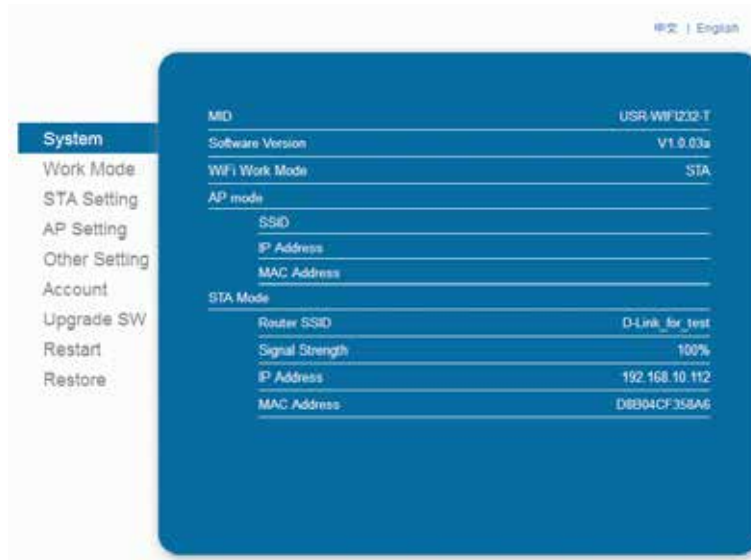 中文 | English
MID USR-WIFI232-T
System
Software Version V1.0.03a
Work Mode
WiFi Work Mode STA
STA Setting
AP mode
AP Setting
SSID
IP Address
Other Setting
MAC Address
Account
STA Mode
Upgrade SW
Router SSID D-Link_for_test
Restart
Signal Strength 100%
Restore
IP Address 192.168.10.112
MAC Address D8B04CF358A6